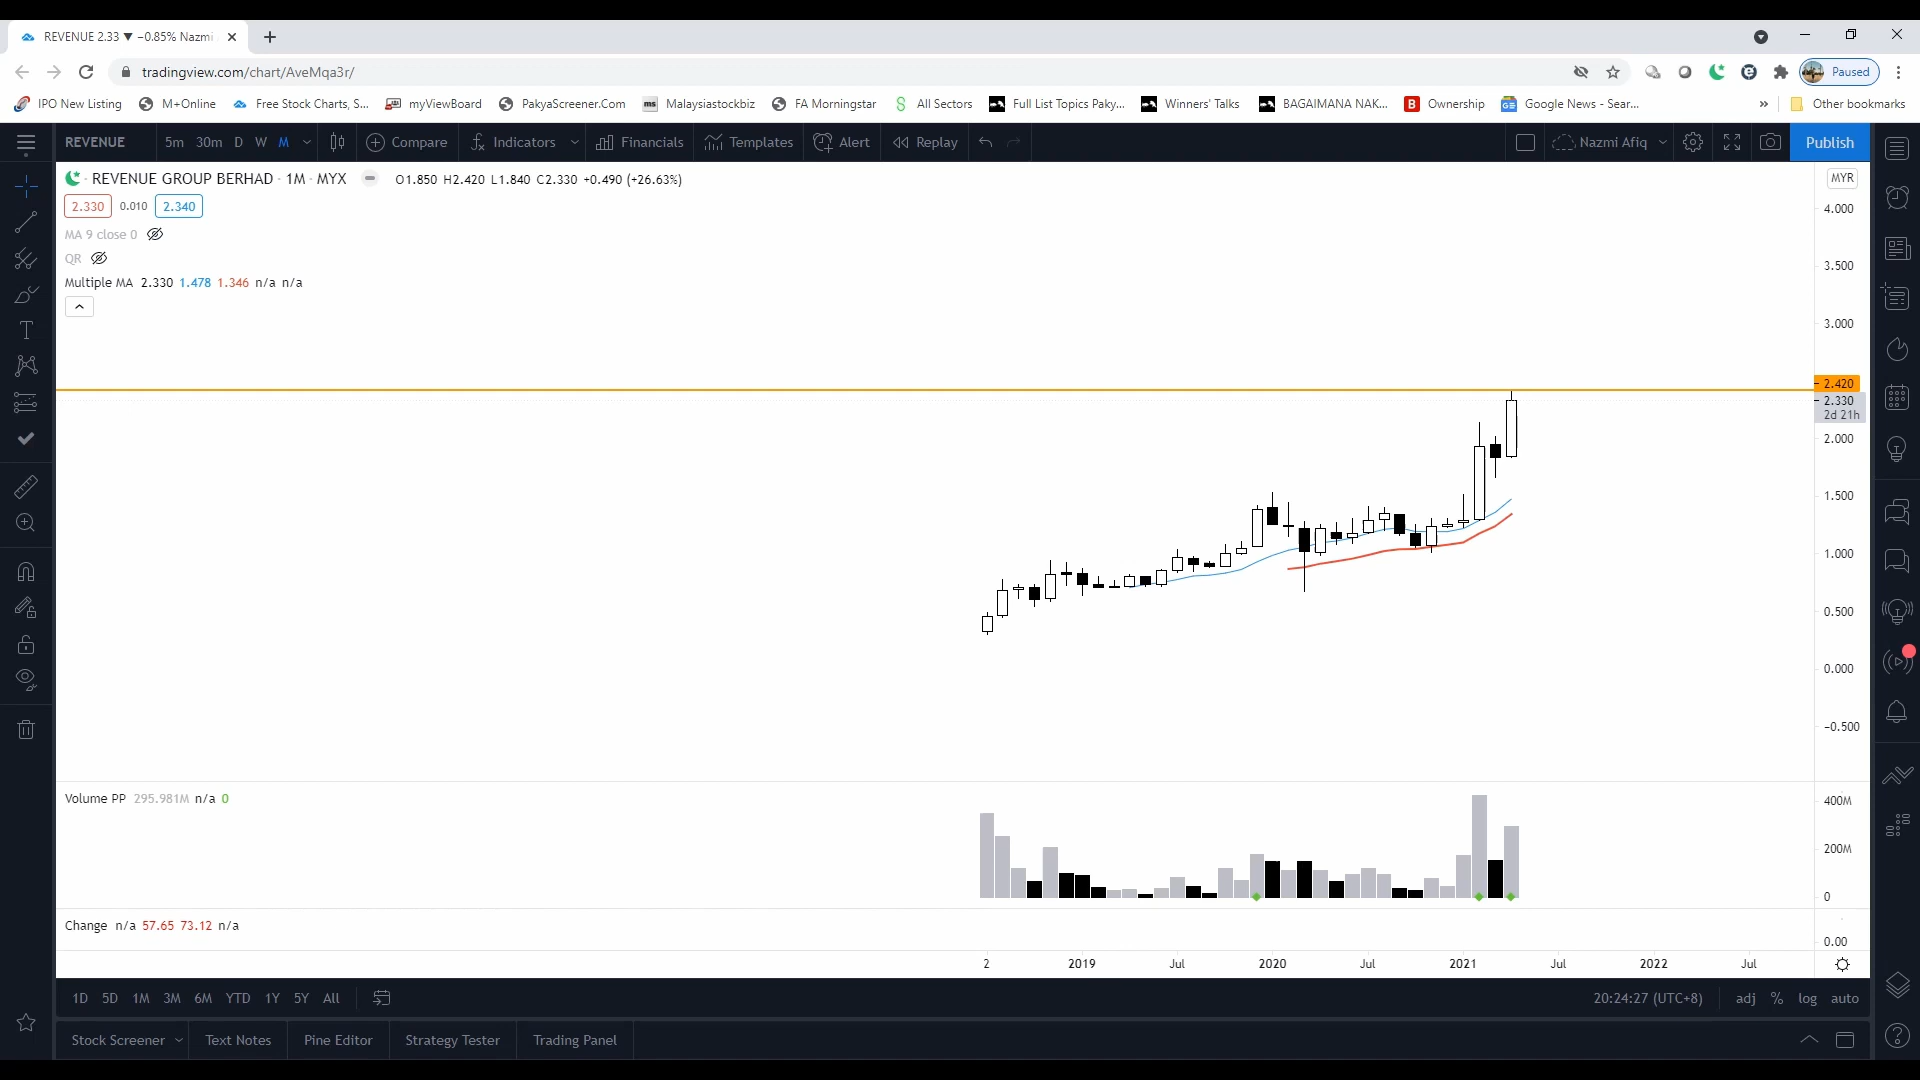 REVENUE 2.33 ▼ −0.85% Nazmi
tradingview.com/chart/AveMqa3r/
Paused
IPO New Listing M+Online Free Stock Charts, S... myViewBoard PakyaScreener.Com ms Malaysiastockbiz FA Morningstar S All Sectors Full List Topics Paky... Winners' Talks BAGAIMANA NAK... B Ownership Google News - Sear... » Other bookmarks
REVENUE 5m 30m D W M Compare Indicators Financials Templates Alert Replay Nazmi Afiq Publish
REVENUE GROUP BERHAD · 1M · MYX O1.850 H2.420 L1.840 C2.330 +0.490 (+26.63%)
MYR
2.330 0.010 2.340
MA 9 close 0
QR
Multiple MA 2.330 1.478 1.346 n/a n/a
4.000
3.500
3.000
2.420
2.330
2d 21h
2.000
1.500
1.000
0.500
0.000
−0.500
Volume PP 295.981M n/a 0
400M
200M
0
Change n/a 57.65 73.12 n/a
0.00
2 2019 Jul 2020 Jul 2021 Jul 2022 Jul
1D 5D 1M 3M 6M YTD 1Y 5Y All 20:24:27 (UTC+8) adj % log auto
Stock Screener Text Notes Pine Editor Strategy Tester Trading Panel